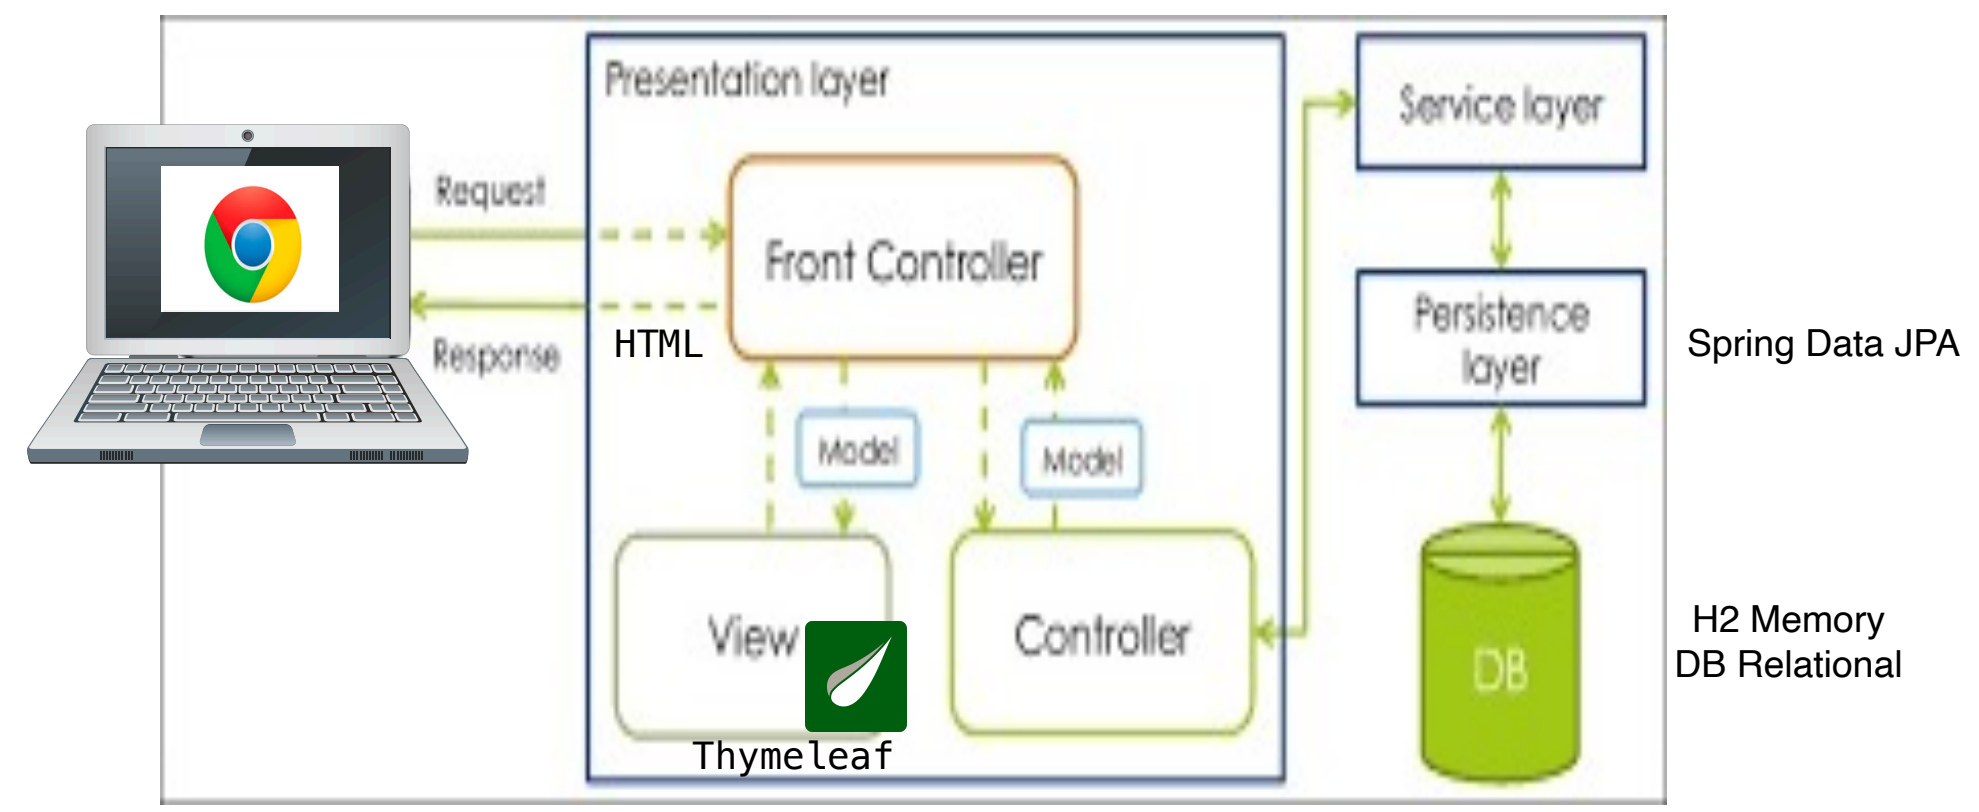 Presentation layer
Service layer
Request
Front Controller
Response
HTML
Persistence
layer
Spring Data JPA
Model
Model
View
Controller
Thymeleaf
DB
H2 Memory
DB Relational